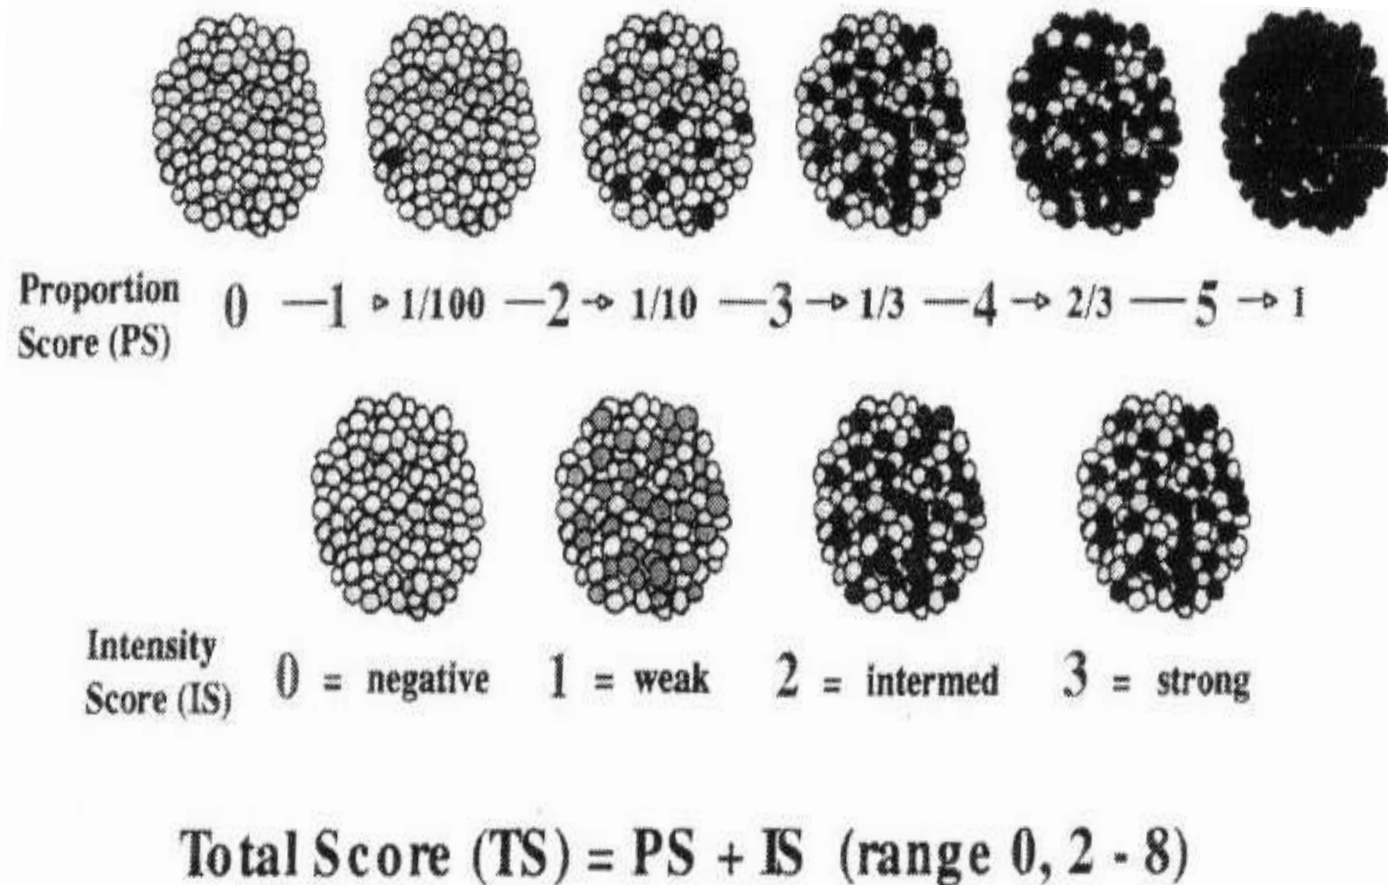 Proportion
Score (PS)
0 —1 ▹ 1/100 —2 → 1/10 —3 → 1/3 —4 → 2/3 —5 → 1
Intensity
Score (IS)
0 = negative 1 = weak 2 = intermed 3 = strong
Total Score (TS) = PS + IS (range 0, 2 - 8)